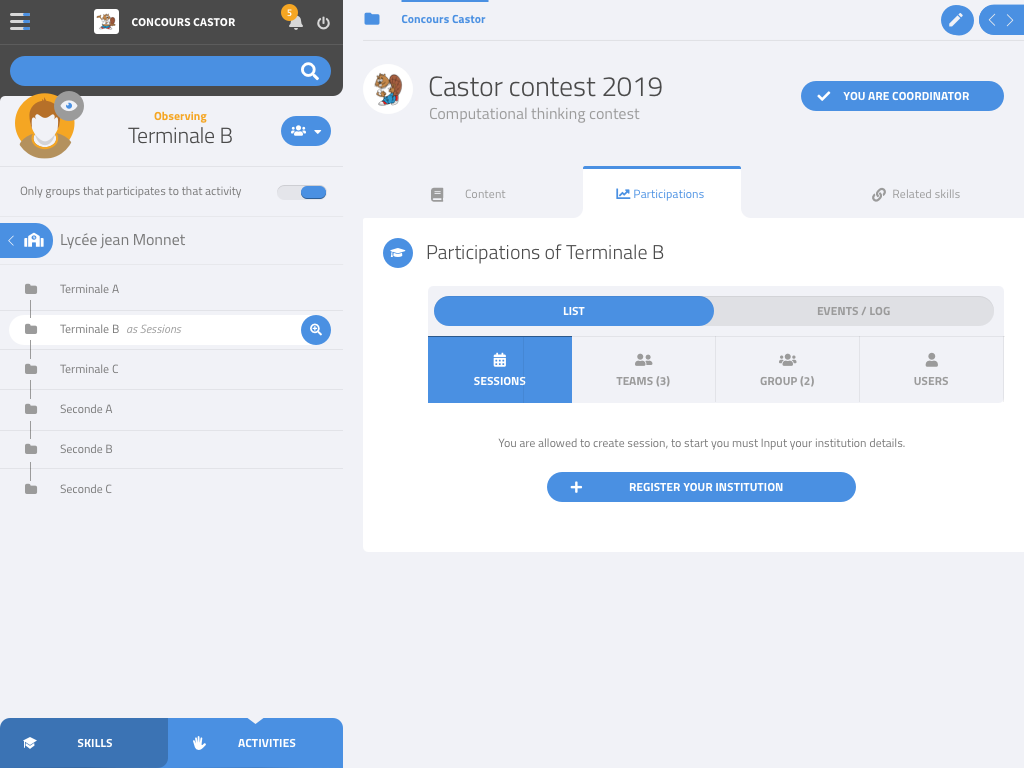 CONCOURS CASTOR
5
Observing
Terminale B
Only groups that participates to that activity
Lycée jean Monnet
Terminale A
Terminale B as Sessions
Terminale C
Seconde A
Seconde B
Seconde C
SKILLS
ACTIVITIES
Concours Castor
Castor contest 2019
Computational thinking contest
YOU ARE COORDINATOR
Content
Participations
Related skills
Participations of Terminale B
LIST
EVENTS / LOG
SESSIONS
TEAMS (3)
GROUP (2)
USERS
You are allowed to create session, to start you must Input your institution details.
REGISTER YOUR INSTITUTION